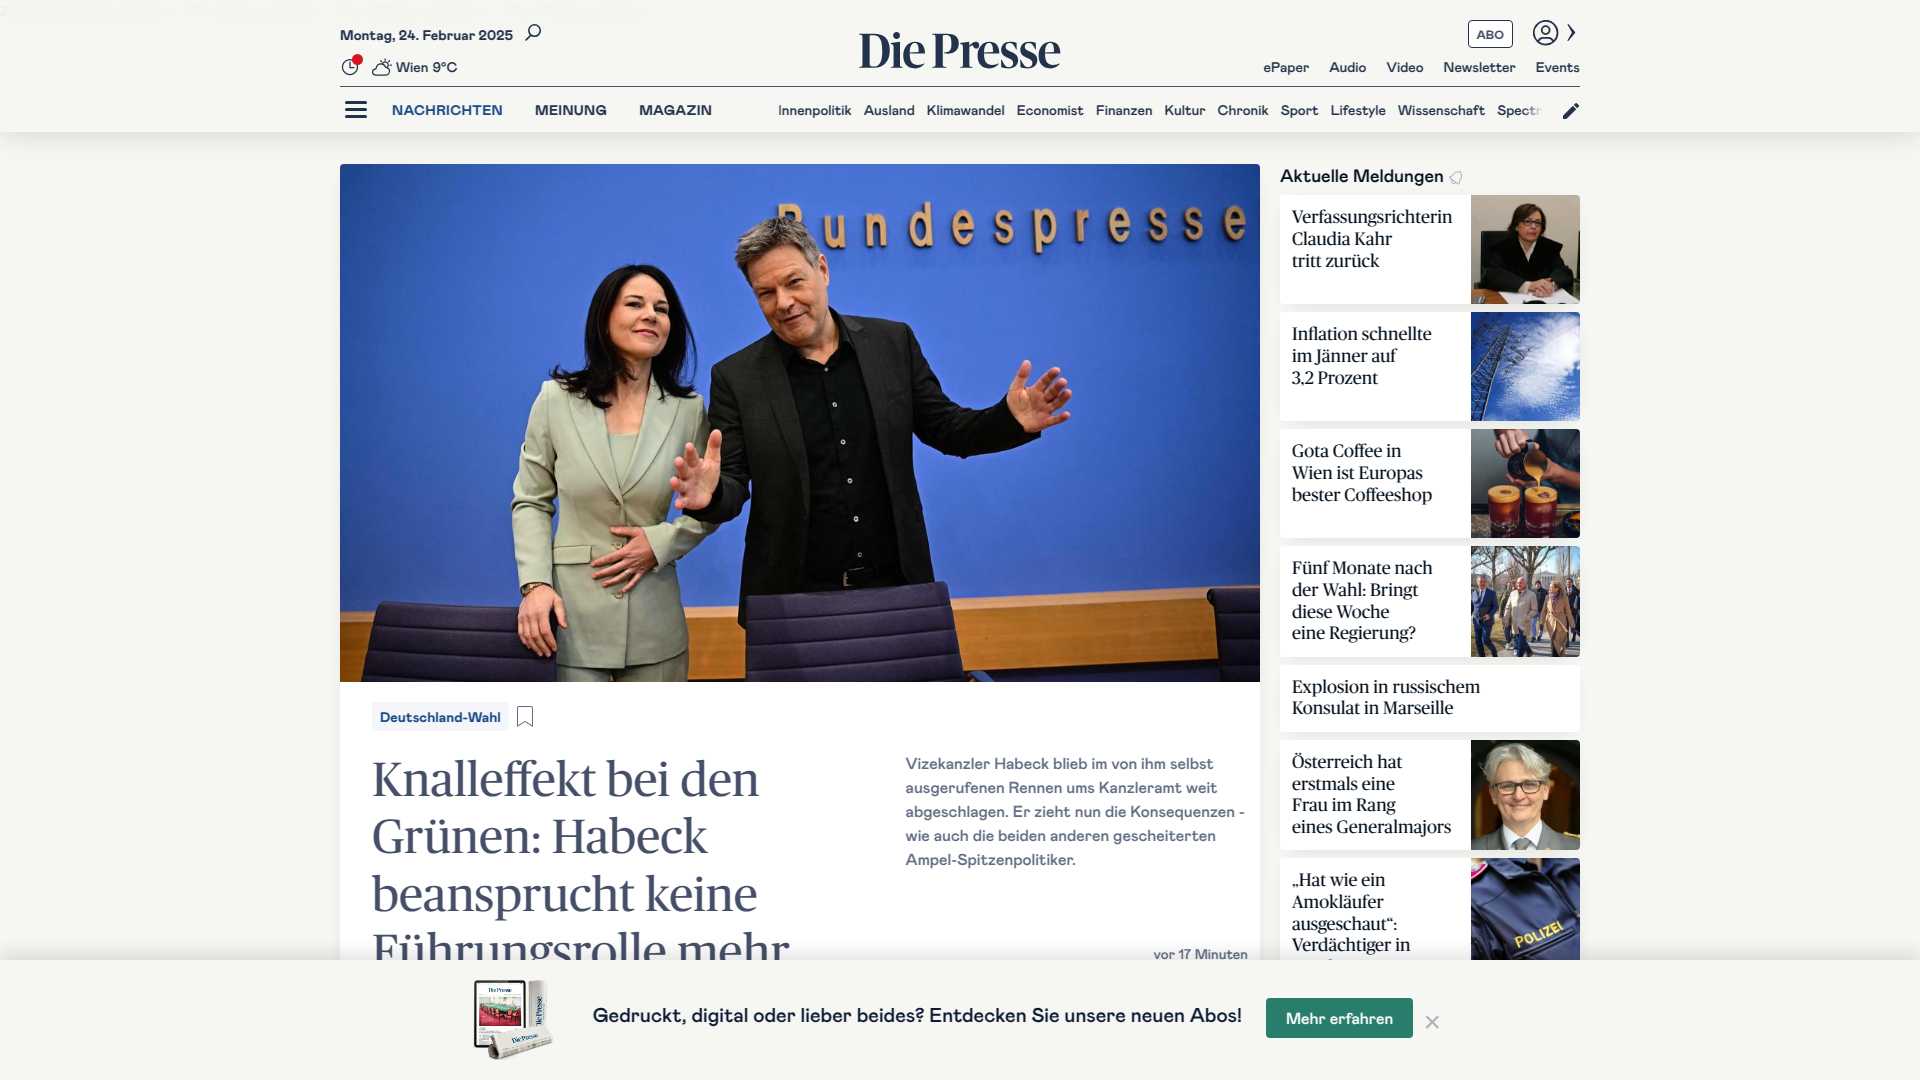 Montag, 24. Februar 2025
Die Presse
ABO
Wien 9°C
ePaper Audio Video Newsletter Events
NACHRICHTEN MEINUNG MAGAZIN
Innenpolitik Ausland Klimawandel Economist Finanzen Kultur Chronik Sport Lifestyle Wissenschaft Spectr
Bundespresse
Deutschland-Wahl
Knalleffekt bei den
Grünen: Habeck
beansprucht keine
Führungsrolle mehr
Vizekanzler Habeck blieb im von ihm selbst
ausgerufenen Rennen ums Kanzleramt weit
abgeschlagen. Er zieht nun die Konsequenzen -
wie auch die beiden anderen gescheiterten
Ampel-Spitzenpolitiker.
vor 17 Minuten
Aktuelle Meldungen
Verfassungsrichterin
Claudia Kahr
tritt zurück
Inflation schnellte
im Jänner auf
3,2 Prozent
Gota Coffee in
Wien ist Europas
bester Coffeeshop
Fünf Monate nach
der Wahl: Bringt
diese Woche
eine Regierung?
Explosion in russischem
Konsulat in Marseille
Österreich hat
erstmals eine
Frau im Rang
eines Generalmajors
„Hat wie ein
Amokläufer
ausgeschaut“:
Verdächtiger in
POLIZEI
Die Presse
Die Presse
Die Presse
Gedruckt, digital oder lieber beides? Entdecken Sie unsere neuen Abos!
Mehr erfahren